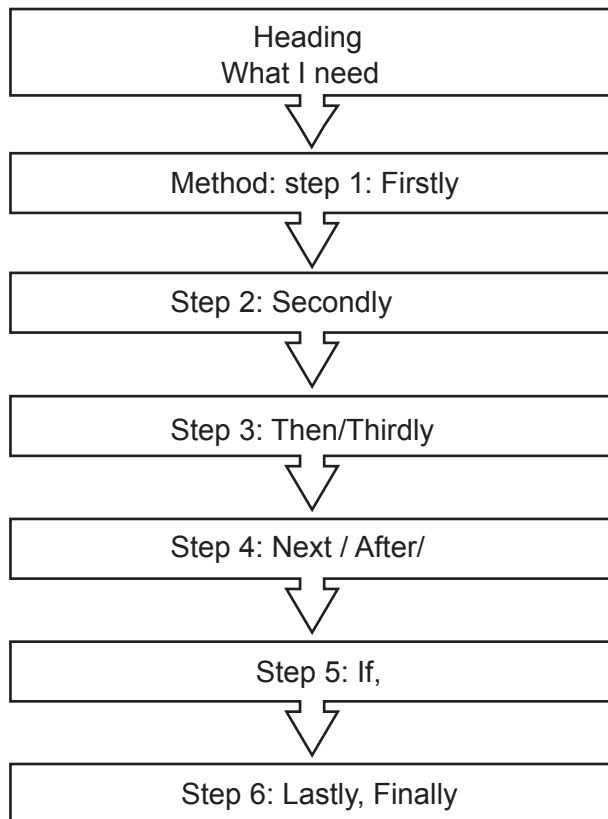 Heading
What I need
Method: step 1: Firstly
Step 2: Secondly
Step 3: Then/Thirdly
Step 4: Next / After/
Step 5: If,
Step 6: Lastly, Finally